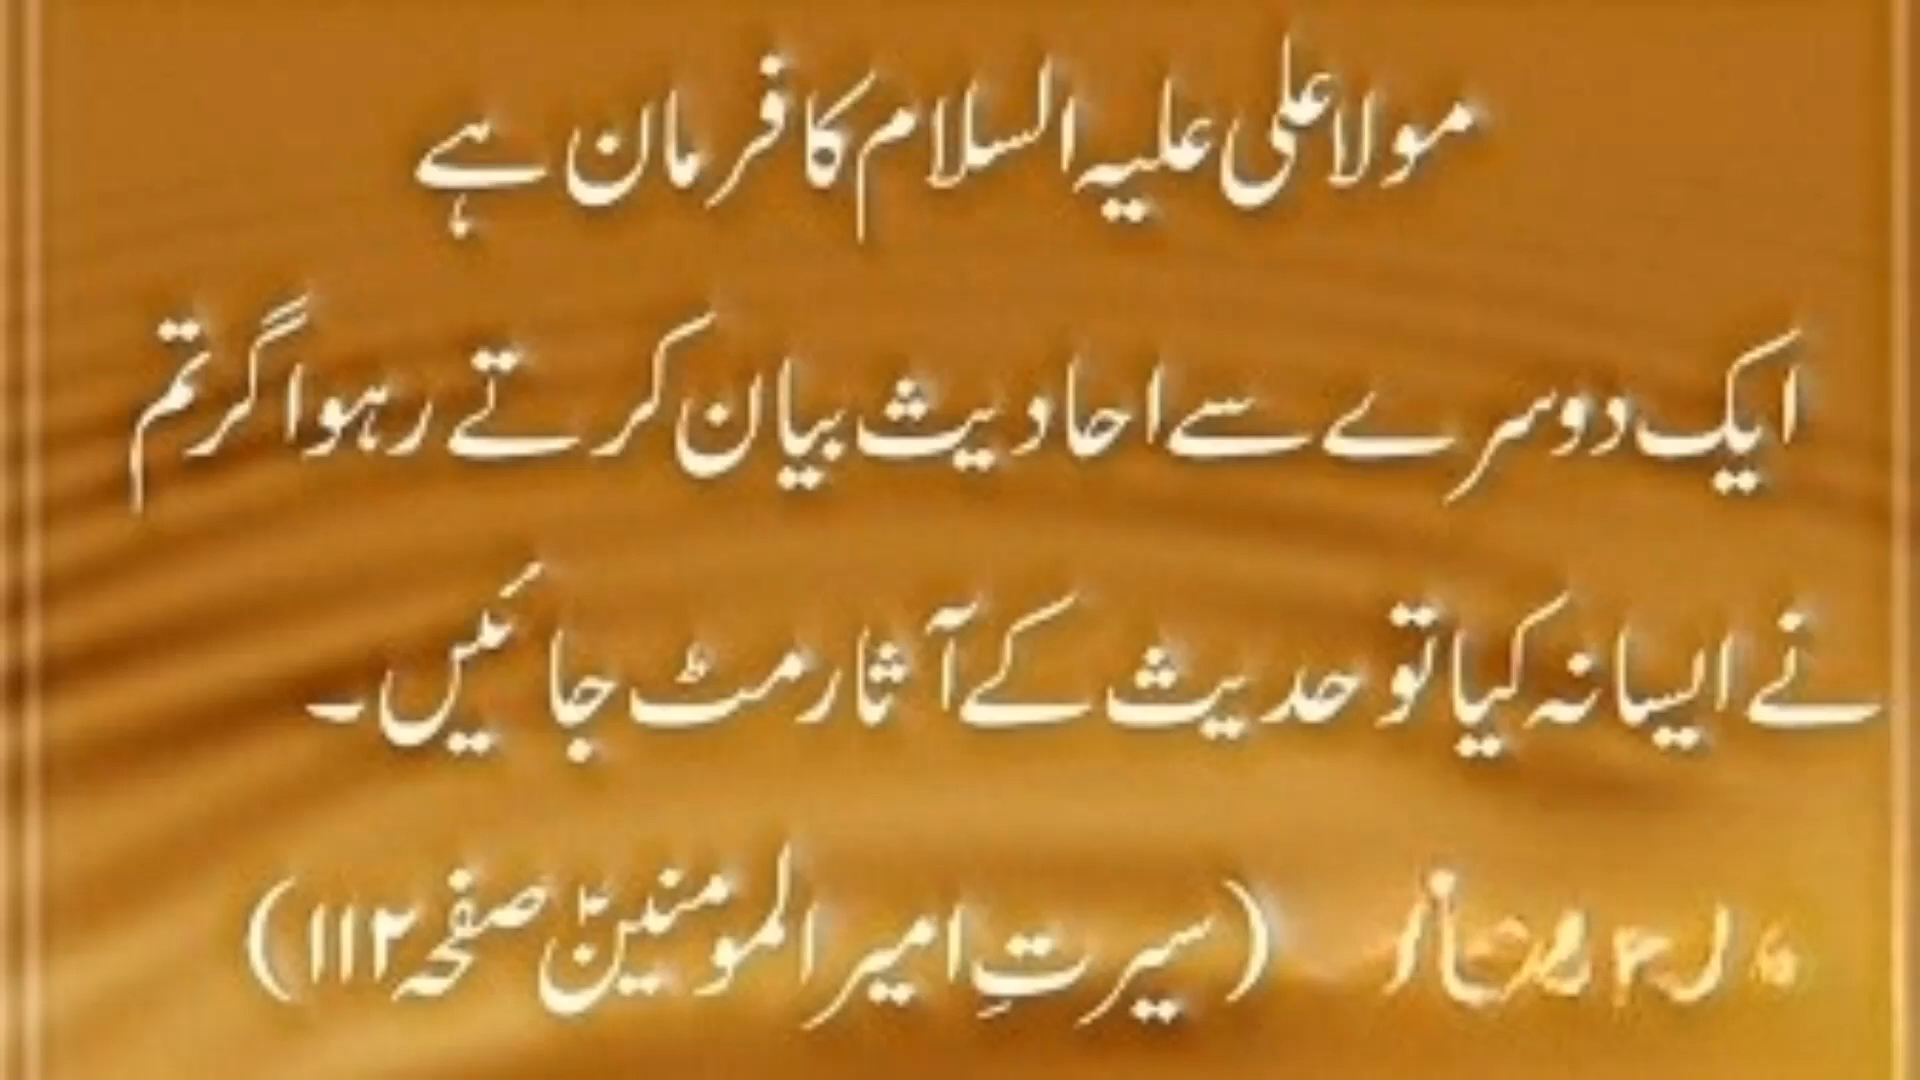 مولا علی علیہ السلام کا فرمان ہے
ایک دوسرے سے احادیث بیان کرتے رہو اگر تم
نے ایسا نہ کیا تو حدیث کے آثار مٹ جائیں۔
(سیرتِ امیر المومنینؑ صفحہ ۱۱۲)